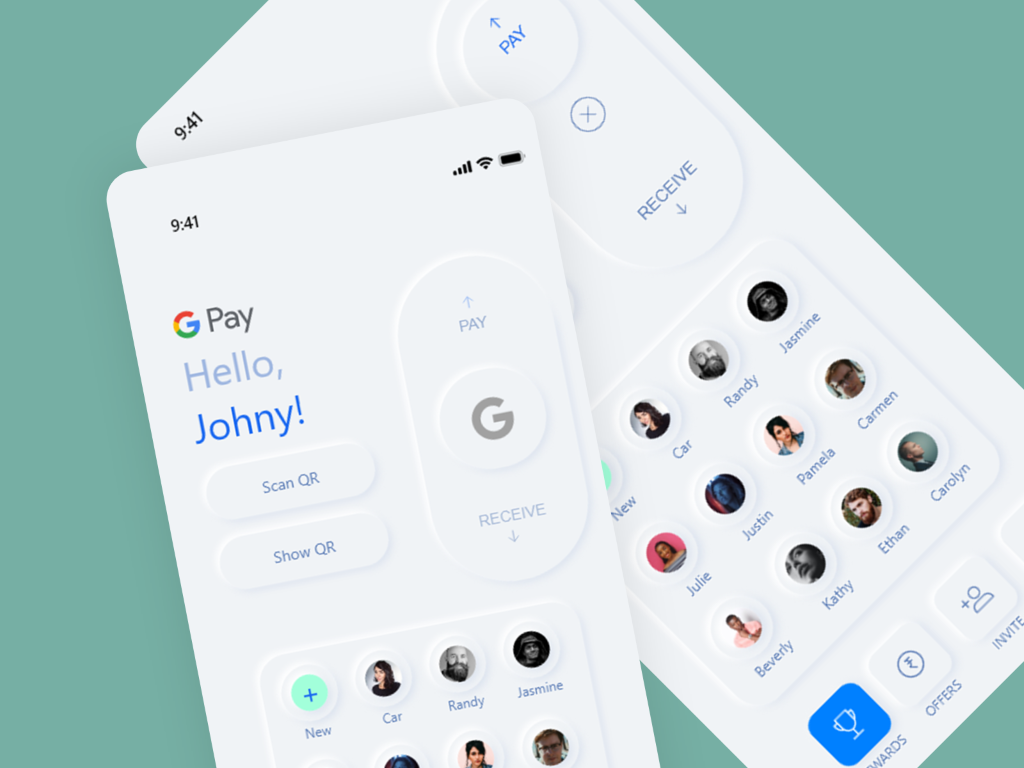 9:41
G Pay
Hello,
Johny!
Scan QR
Show QR
PAY
G
RECEIVE
New
Car
Randy
Jasmine
9:41
PAY
RECEIVE
New
Car
Randy
Jasmine
Julie
Justin
Pamela
Carmen
Beverly
Kathy
Ethan
Carolyn
OFFERS
INVITE